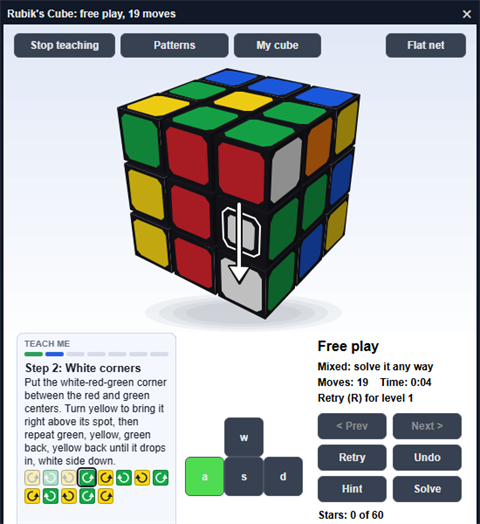 Rubik's Cube: free play, 19 moves
Stop teaching
Patterns
My cube
Flat net
TEACH ME
Step 2: White corners
Put the white-red-green corner
between the red and green
centers. Turn yellow to bring it
right above its spot, then
repeat green, yellow, green
back, yellow back until it drops
in, white side down.
w
a
s
d
Free play
Mixed: solve it any way
Moves: 19 Time: 0:04
Retry (R) for level 1
< Prev
Next >
Retry
Undo
Hint
Solve
Stars: 0 of 60